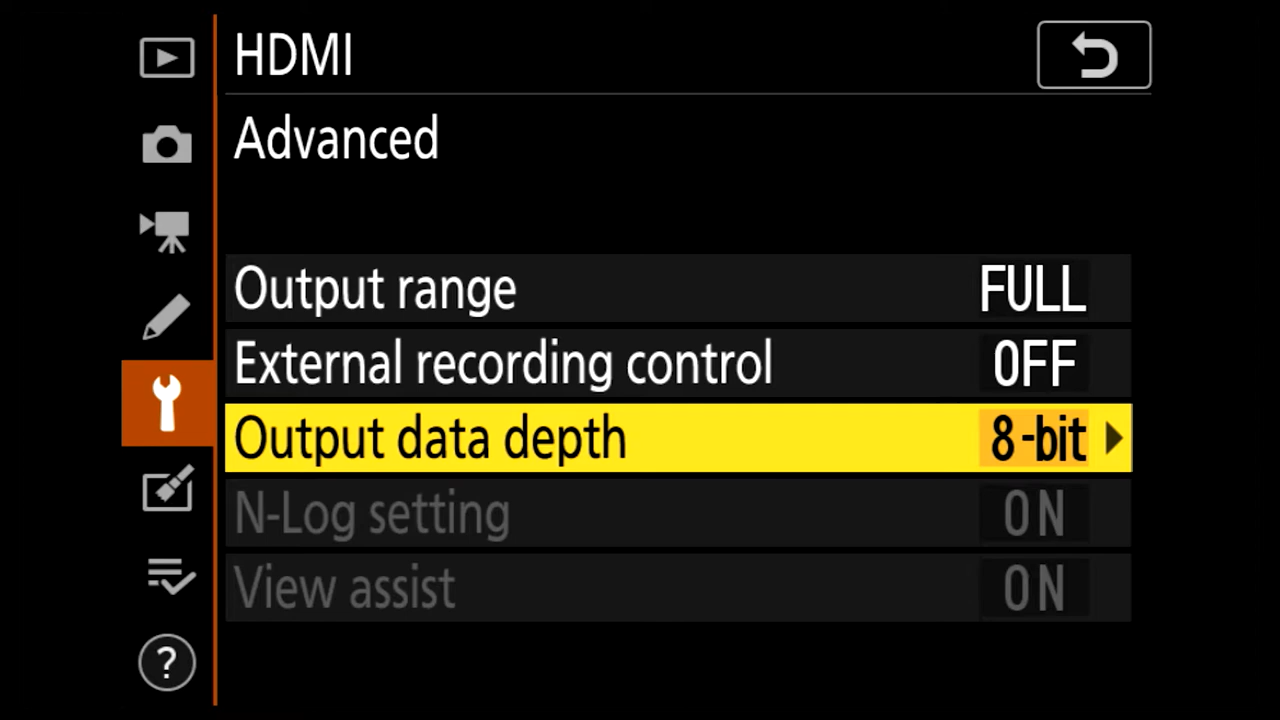 HDMI
Advanced
Output range FULL
External recording control OFF
Output data depth 8-bit
N-Log setting ON
View assist ON
?